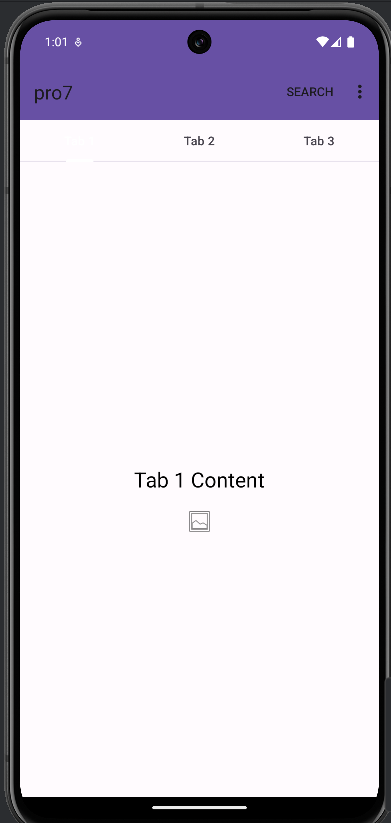 1:01
pro7
SEARCH
Tab 2
Tab 3
Tab 1 Content